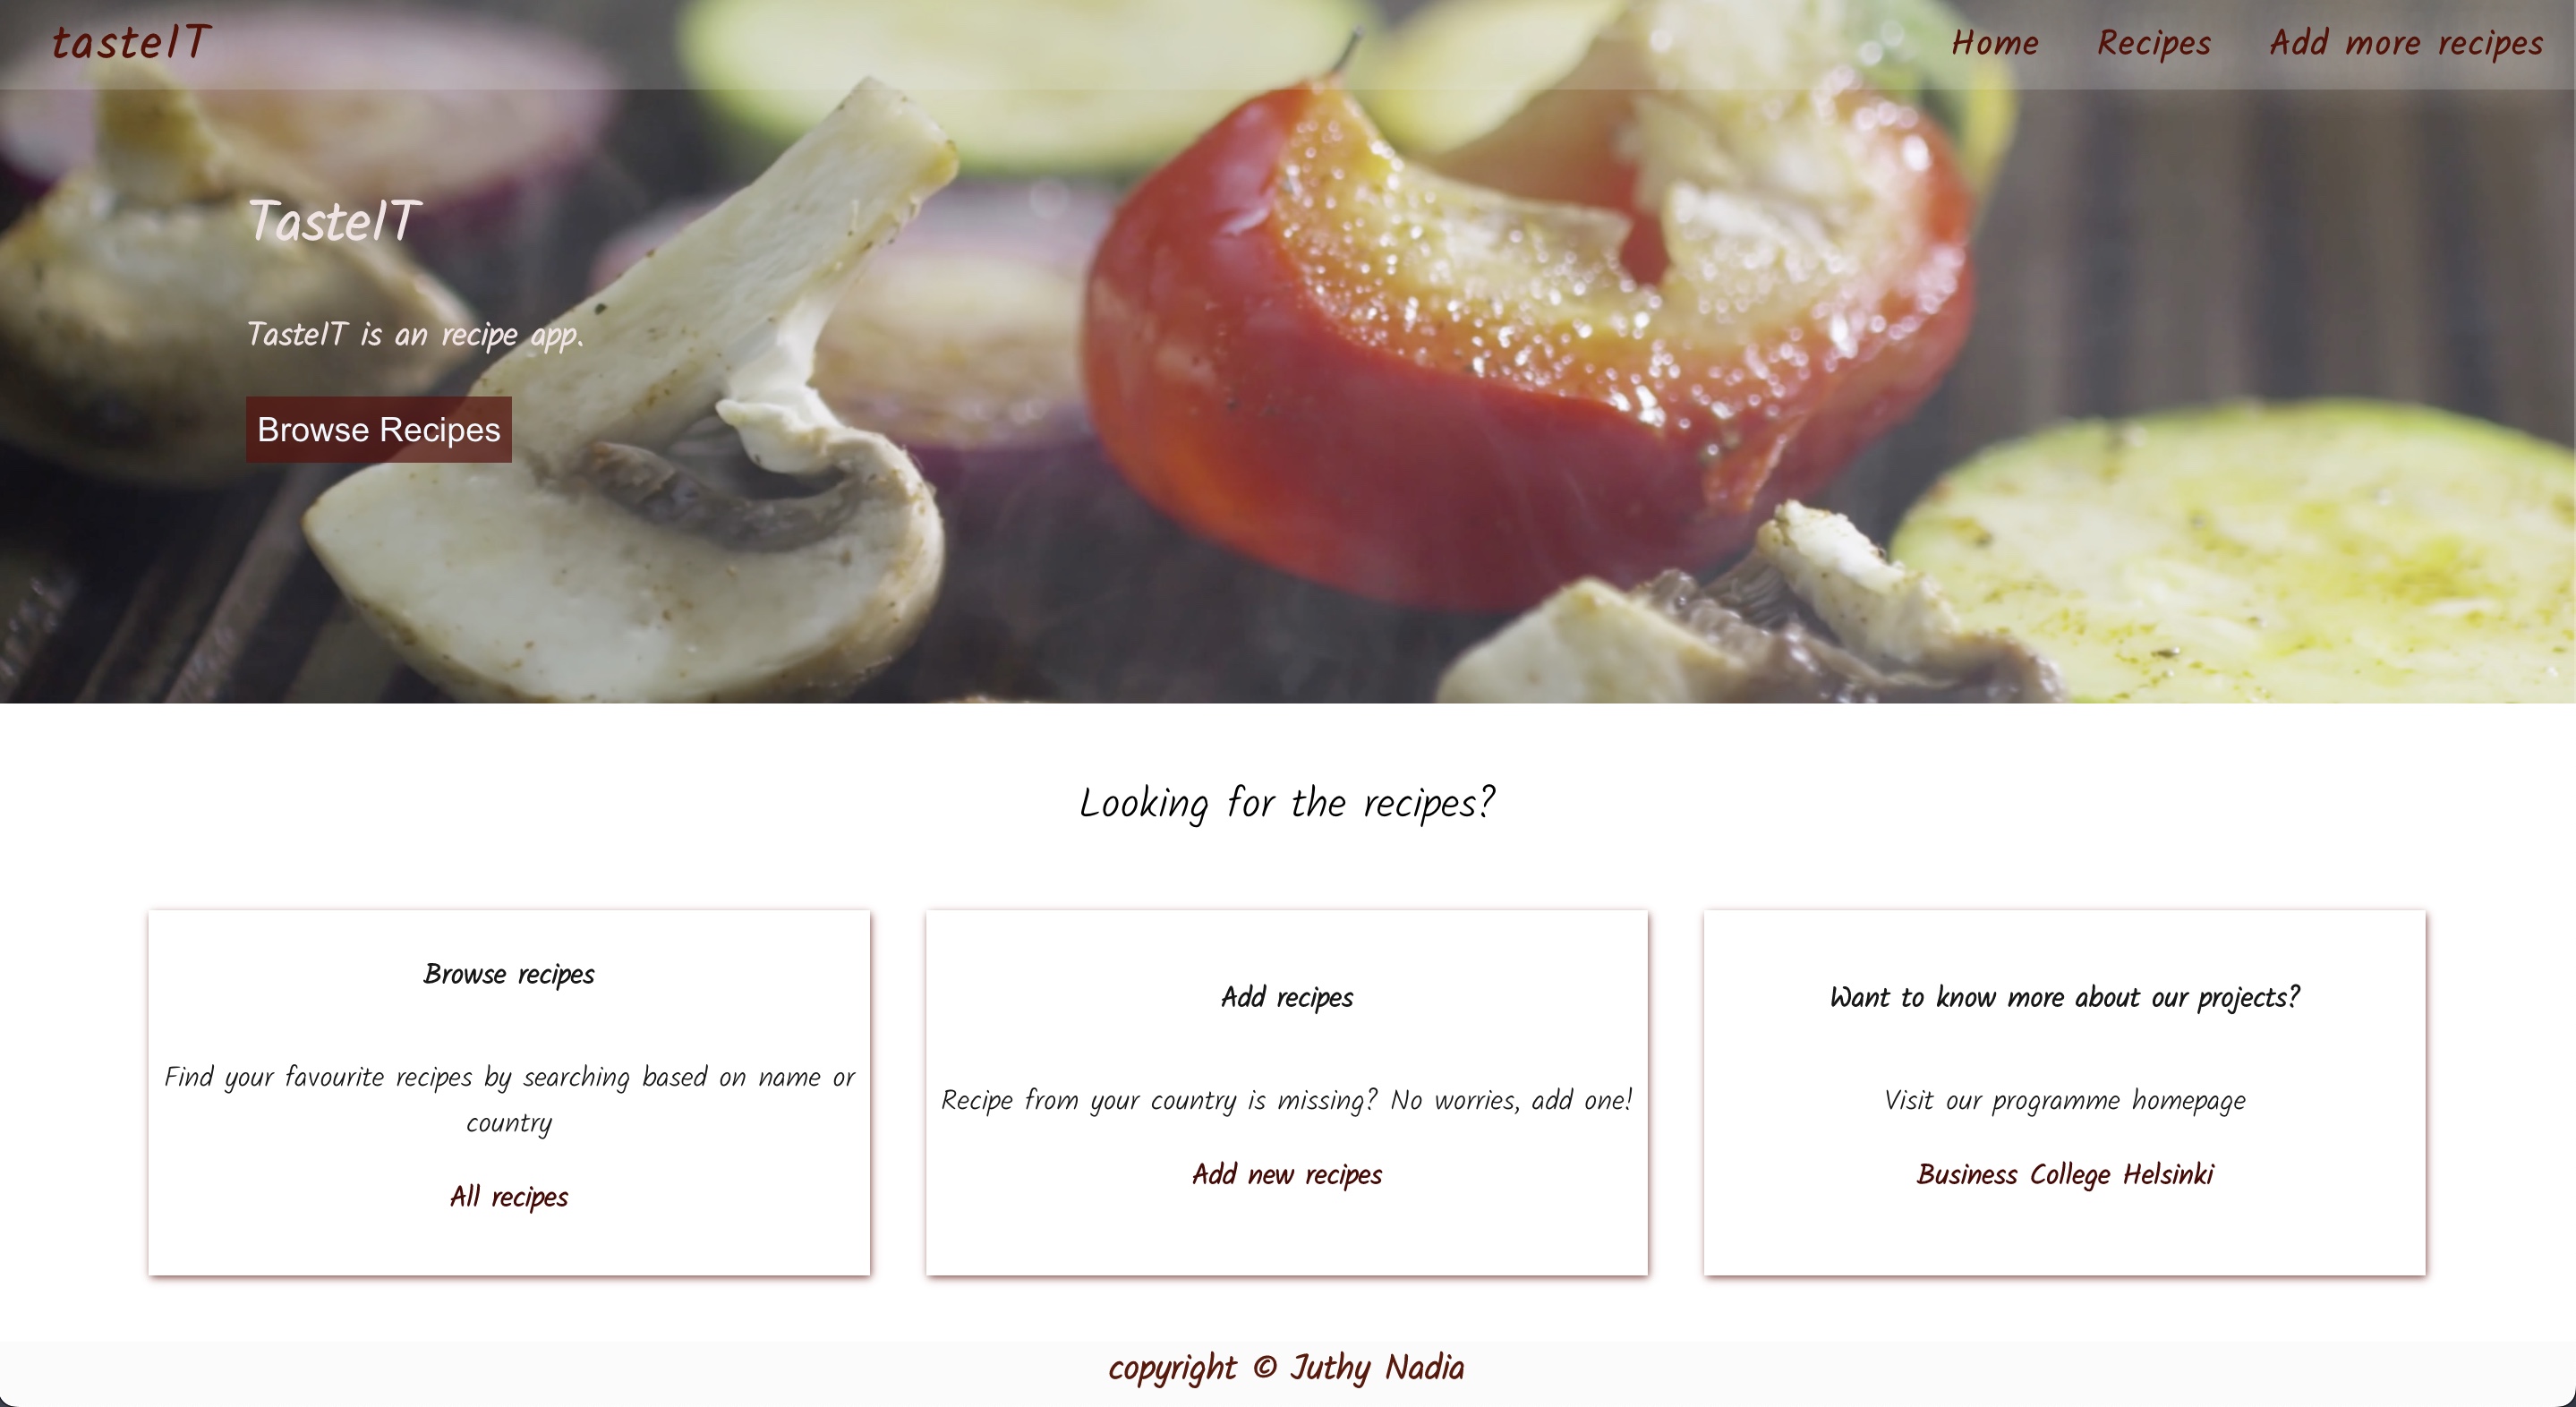 tasteIT
Home Recipes Add more recipes
TasteIT
TasteIT is an recipe app.
Browse Recipes
Looking for the recipes?
Browse recipes
Find your favourite recipes by searching based on name or
country
All recipes
Add recipes
Recipe from your country is missing? No worries, add one!
Add new recipes
Want to know more about our projects?
Visit our programme homepage
Business College Helsinki
copyright © Juthy Nadia